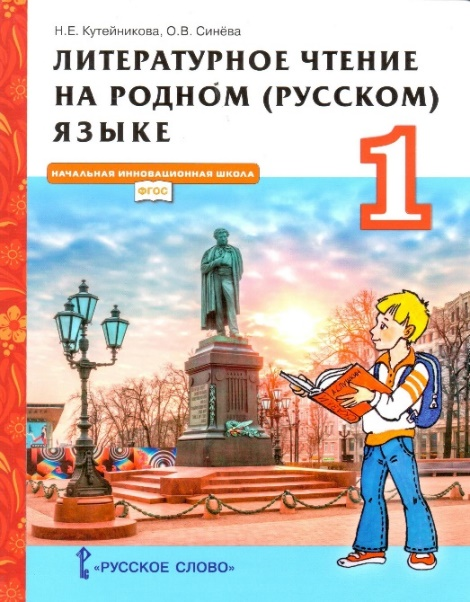 Н.Е. Кутейникова, О.В. Синёва
ЛИТЕРАТУРНОЕ ЧТЕНИЕ
НА РОДНОМ (РУССКОМ)
ЯЗЫКЕ
1
НАЧАЛЬНАЯ ИННОВАЦИОННАЯ ШКОЛА
ФГОС
«РУССКОЕ СЛОВО»